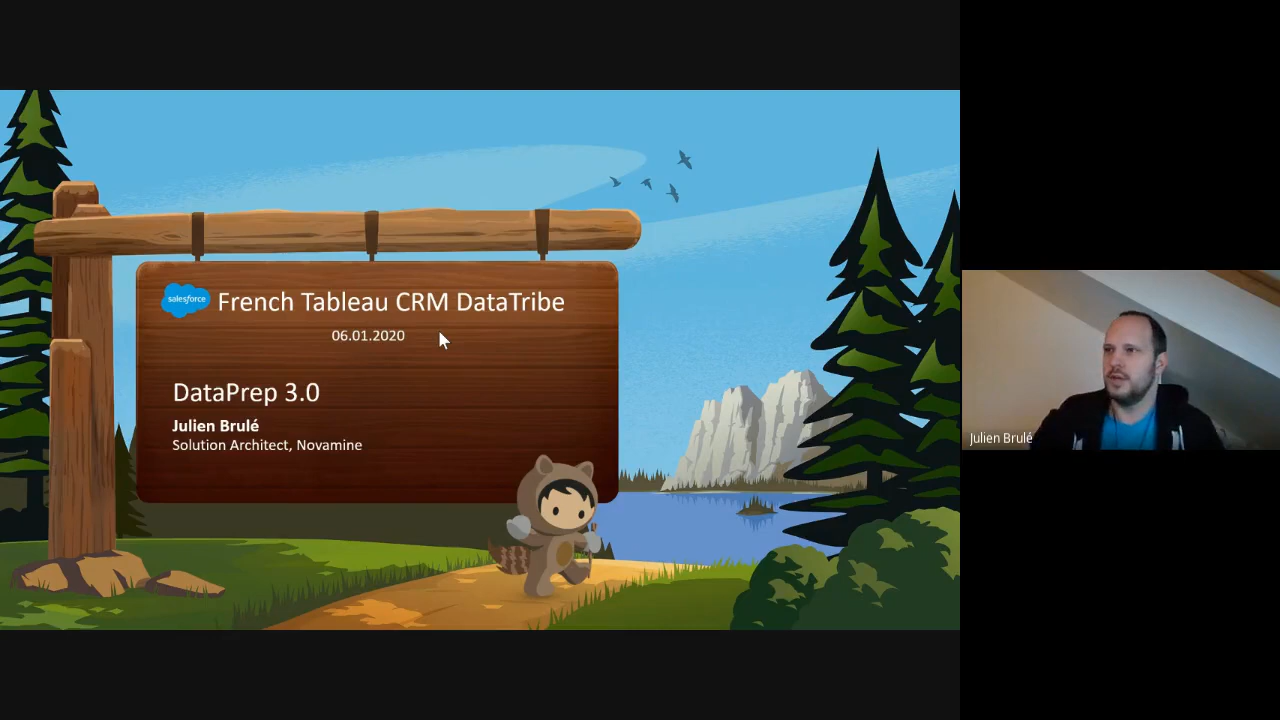 salesforce French Tableau CRM DataTribe
06.01.2020
DataPrep 3.0
Julien Brulé
Solution Architect, Novamine
Julien Brulé